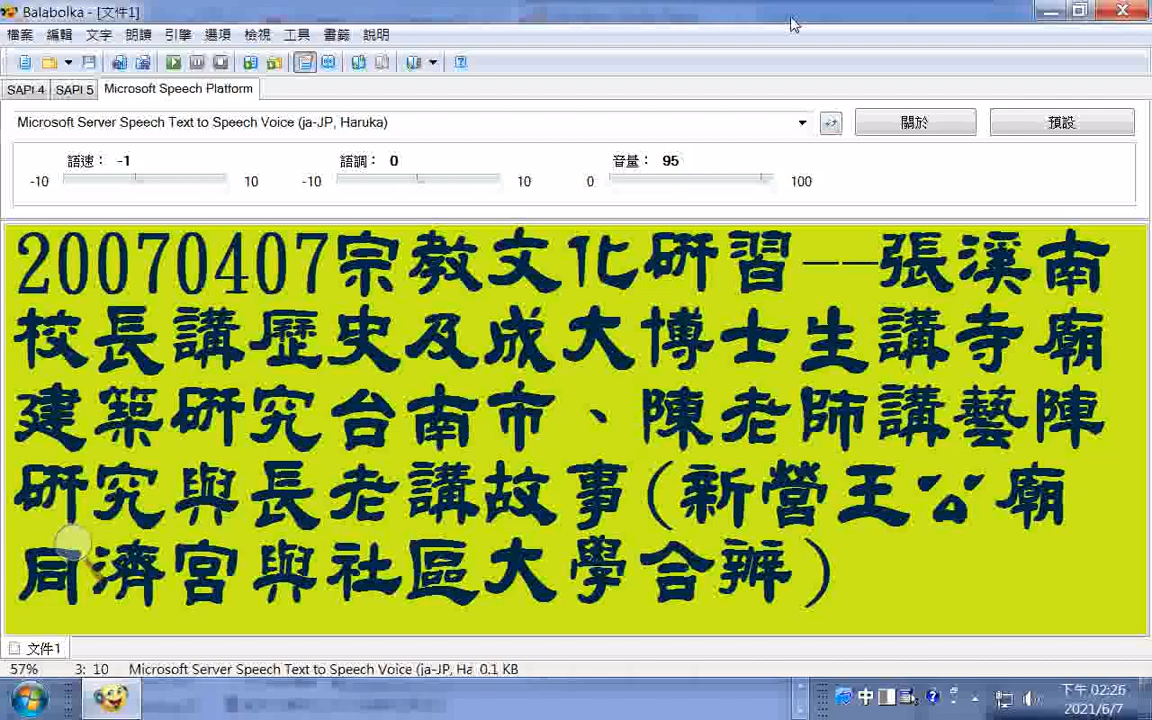 Balabolka - [文件1]
檔案 編輯 文字 朗讀 引擎 選項 檢視 工具 書籤 說明
SAPI 4 SAPI 5 Microsoft Speech Platform
Microsoft Server Speech Text to Speech Voice (ja-JP, Haruka) 關於 預設
語速： -1 語調： 0 音量： 95
-10 10 -10 10 0 100
20070407宗教文化研習──張溪南
校長講歷史及成大博士生講寺廟
建築研究台南市、陳老師講藝陣
研究與長老講故事(新營王公廟
同濟宮與社區大學合辦)
文件1
57% 3: 10 Microsoft Server Speech Text to Speech Voice (ja-JP, Ha 0.1 KB
中 下午 02:26
2021/6/7